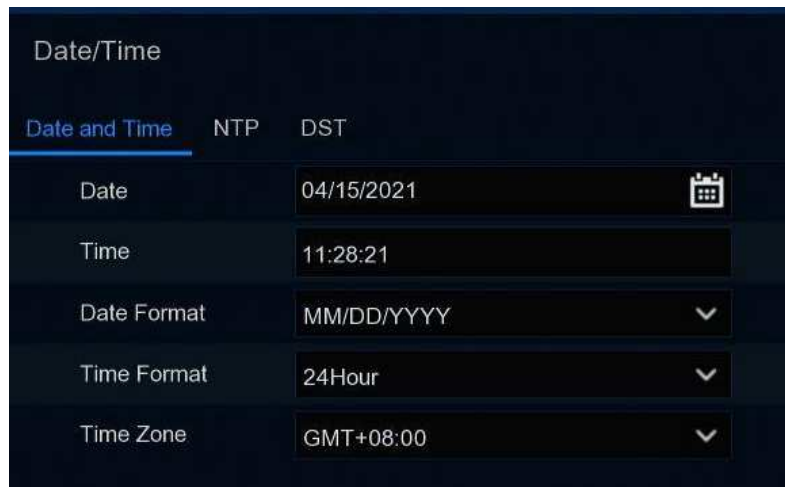 Date/Time
Date and Time NTP DST
Date 04/15/2021
Time 11:28:21
Date Format MM/DD/YYYY
Time Format 24Hour
Time Zone GMT+08:00